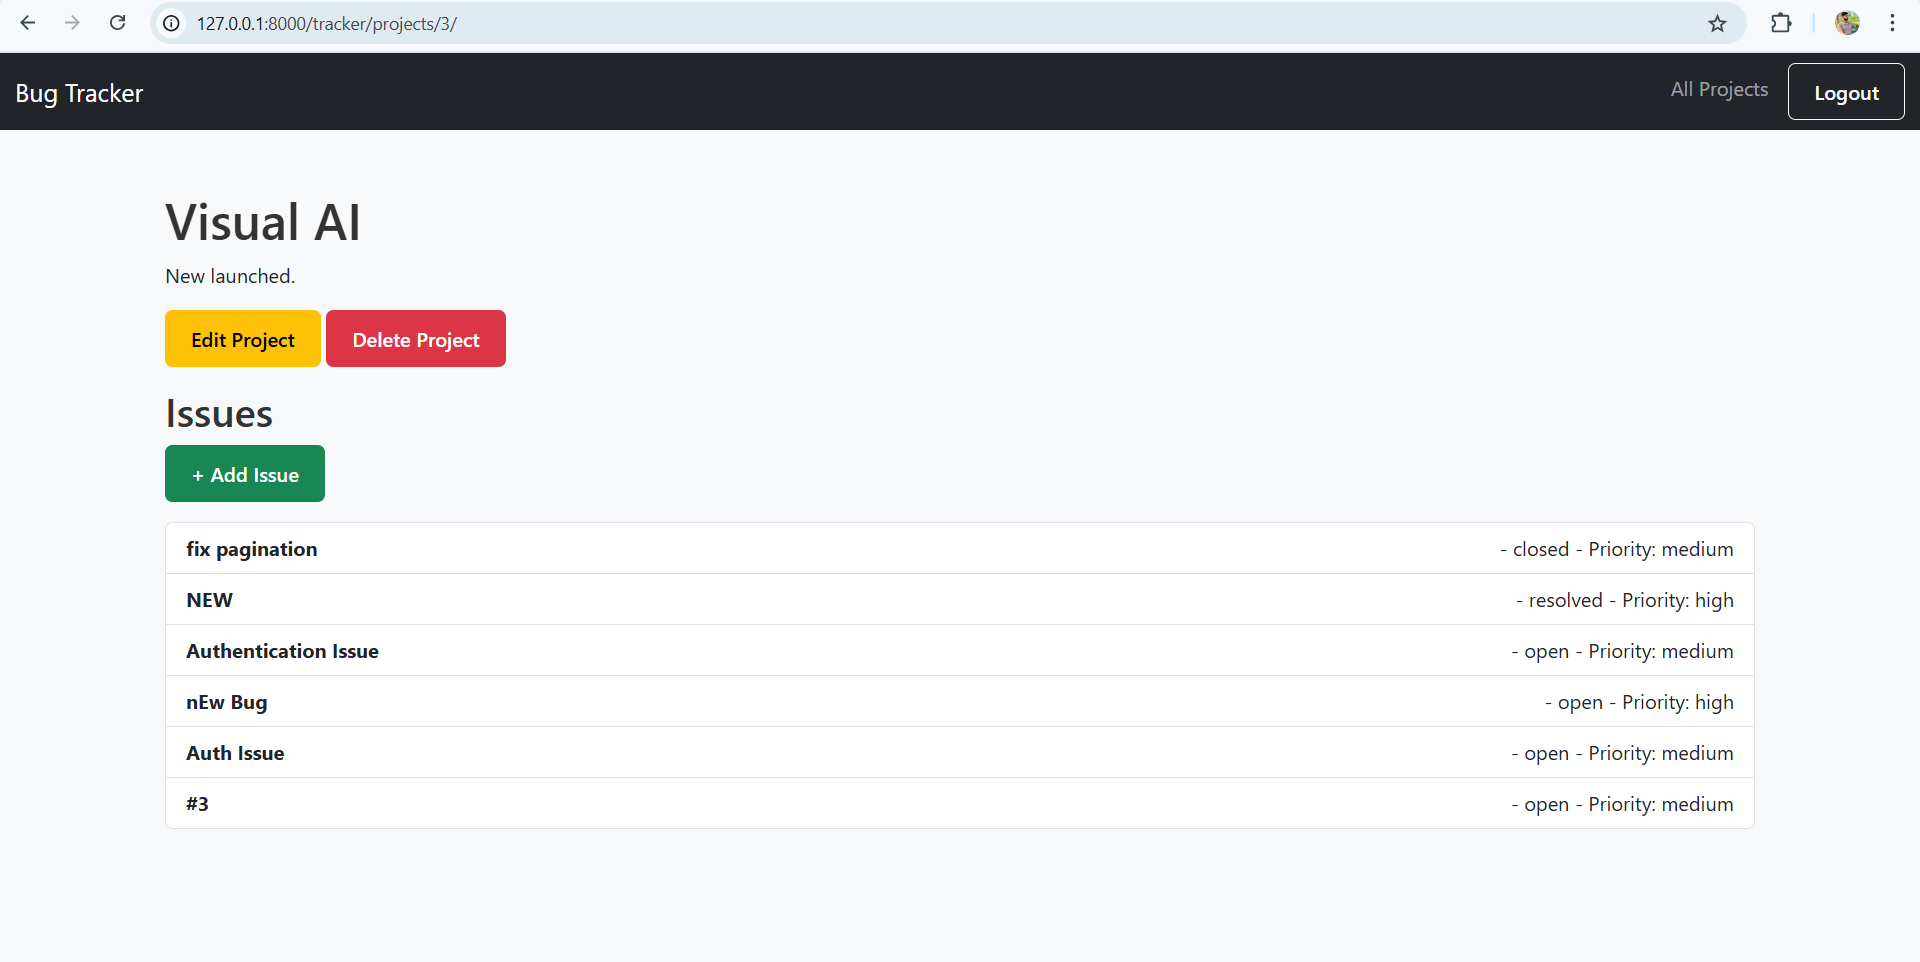 127.0.0.1:8000/tracker/projects/3/
Bug Tracker
All Projects
Logout
Visual AI
New launched.
Edit Project
Delete Project
Issues
+ Add Issue
fix pagination - closed - Priority: medium
NEW - resolved - Priority: high
Authentication Issue - open - Priority: medium
nEw Bug - open - Priority: high
Auth Issue - open - Priority: medium
#3 - open - Priority: medium